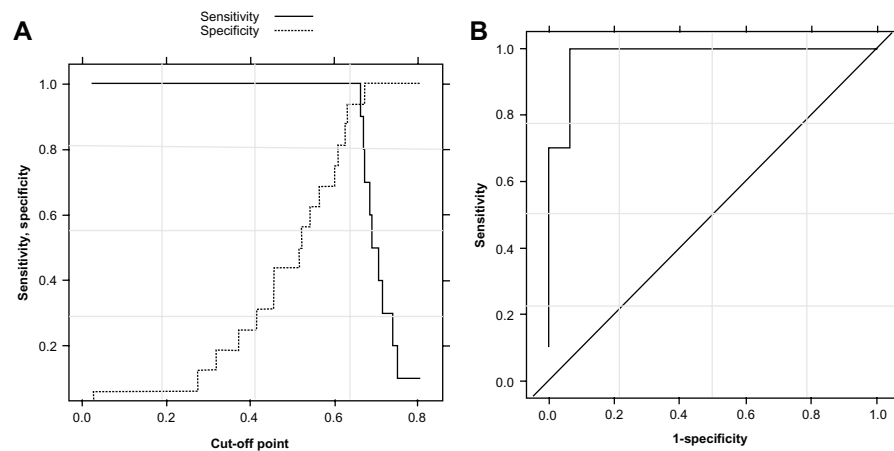 Sensitivity
Specificity
A
Sensitivity, specificity
1.0
0.8
0.6
0.4
0.2
0.0 0.2 0.4 0.6 0.8
Cut-off point
B
Sensitivity
1.0
0.8
0.6
0.4
0.2
0.0
0.0 0.2 0.4 0.6 0.8 1.0
1-specificity